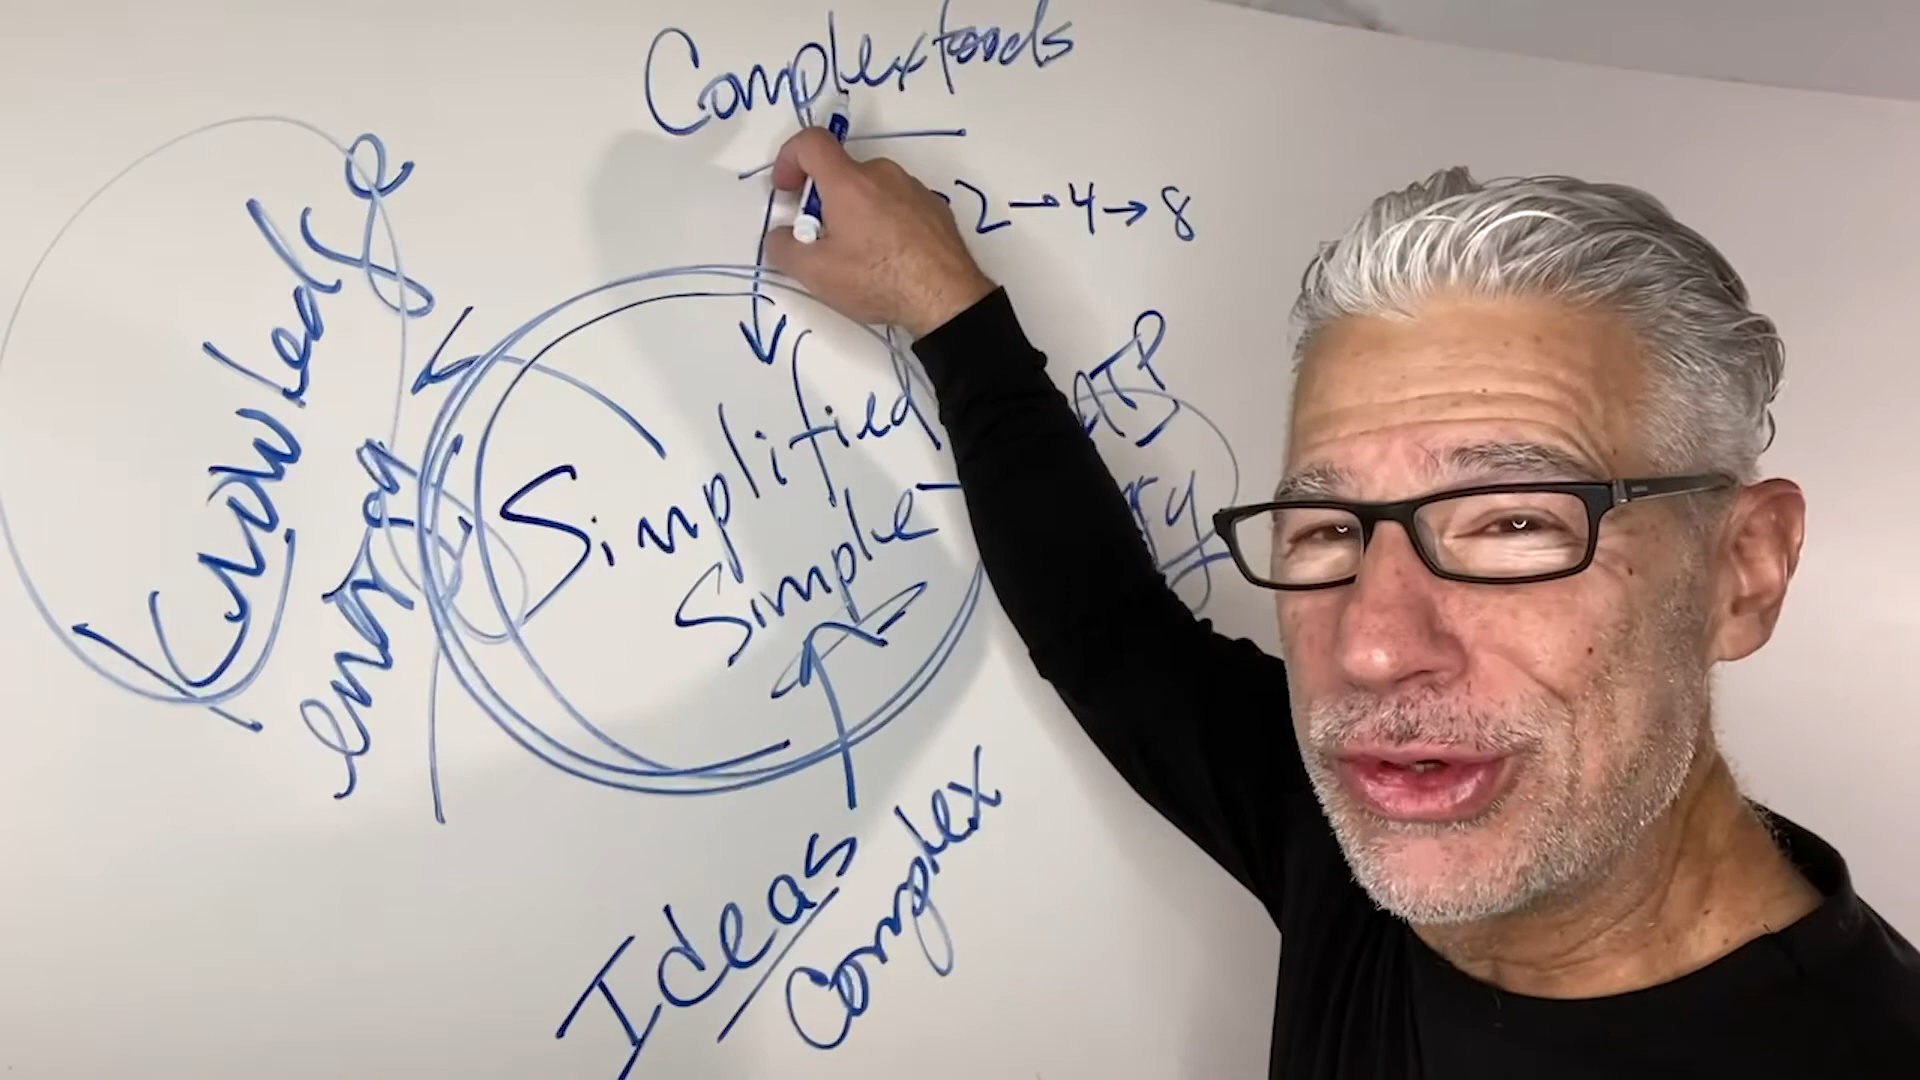 Complex foods
2→4→8
Knowledge
energy
ATP
Simplified
Simple
Ideas
Complex